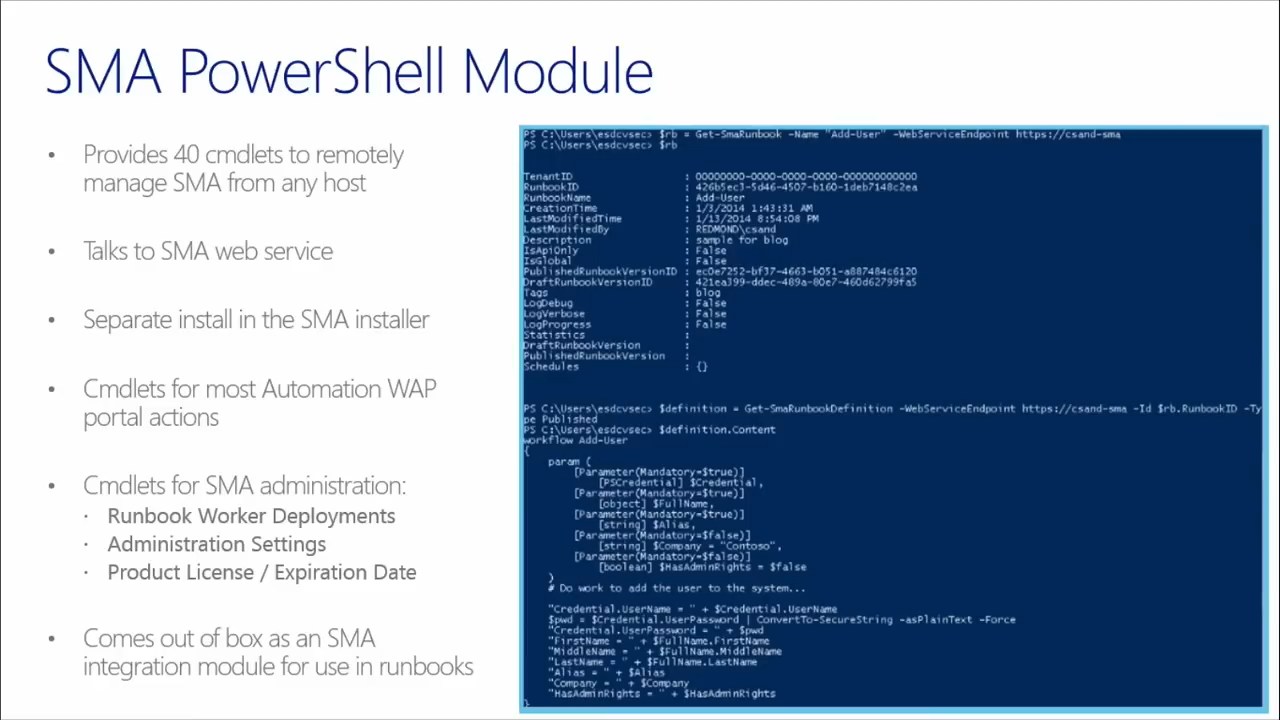 SMA PowerShell Module
• Provides 40 cmdlets to remotely
manage SMA from any host
• Talks to SMA web service
• Separate install in the SMA installer
• Cmdlets for most Automation WAP
portal actions
• Cmdlets for SMA administration:
· Runbook Worker Deployments
· Administration Settings
· Product License / Expiration Date
• Comes out of box as an SMA
integration module for use in runbooks
PS C:\Users\esdcvsec> $rb = Get-SmaRunbook -Name "Add-User" -WebServiceEndpoint https://csand-sma
PS C:\Users\esdcvsec> $rb
TenantID : 00000000-0000-0000-0000-000000000000
RunbookID : 426b5ec3-5d46-4507-b160-1deb7148c2ea
RunbookName : Add-User
CreationTime : 1/3/2014 1:43:31 AM
LastModifiedTime : 1/13/2014 8:54:08 PM
LastModifiedBy : REDMOND\csand
Description : sample for blog
IsApiOnly : False
IsGlobal : False
PublishedRunbookVersionID : ec0e7252-bf37-4663-b051-a887484c6120
DraftRunbookVersionID : 421ea399-ddec-489a-80e7-460d62799fa5
Tags : blog
LogDebug : False
LogVerbose : False
LogProgress : False
Statistics :
DraftRunbookVersion :
PublishedRunbookVersion :
Schedules : {}
PS C:\Users\esdcvsec> $definition = Get-SmaRunbookDefinition -WebServiceEndpoint https://csand-sma -Id $rb.RunbookID -Ty
pe Published
PS C:\Users\esdcvsec> $definition.Content
workflow Add-User
{
param (
[Parameter(Mandatory=$true)]
[PSCredential] $Credential,
[Parameter(Mandatory=$true)]
[object] $FullName,
[Parameter(Mandatory=$true)]
[string] $Alias,
[Parameter(Mandatory=$false)]
[string] $Company = "Contoso",
[Parameter(Mandatory=$false)]
[boolean] $HasAdminRights = $false
)
# Do work to add the user to the system...
"Credential.UserName = " + $Credential.UserName
$pwd = $Credential.UserPassword | ConvertTo-SecureString -asPlainText -Force
"Credential.UserPassword = " + $pwd
"FirstName = " + $FullName.FirstName
"MiddleName = " + $FullName.MiddleName
"LastName = " + $FullName.LastName
"Alias = " + $Alias
"Company = " + $Company
"HasAdminRights = " + $HasAdminRights
}